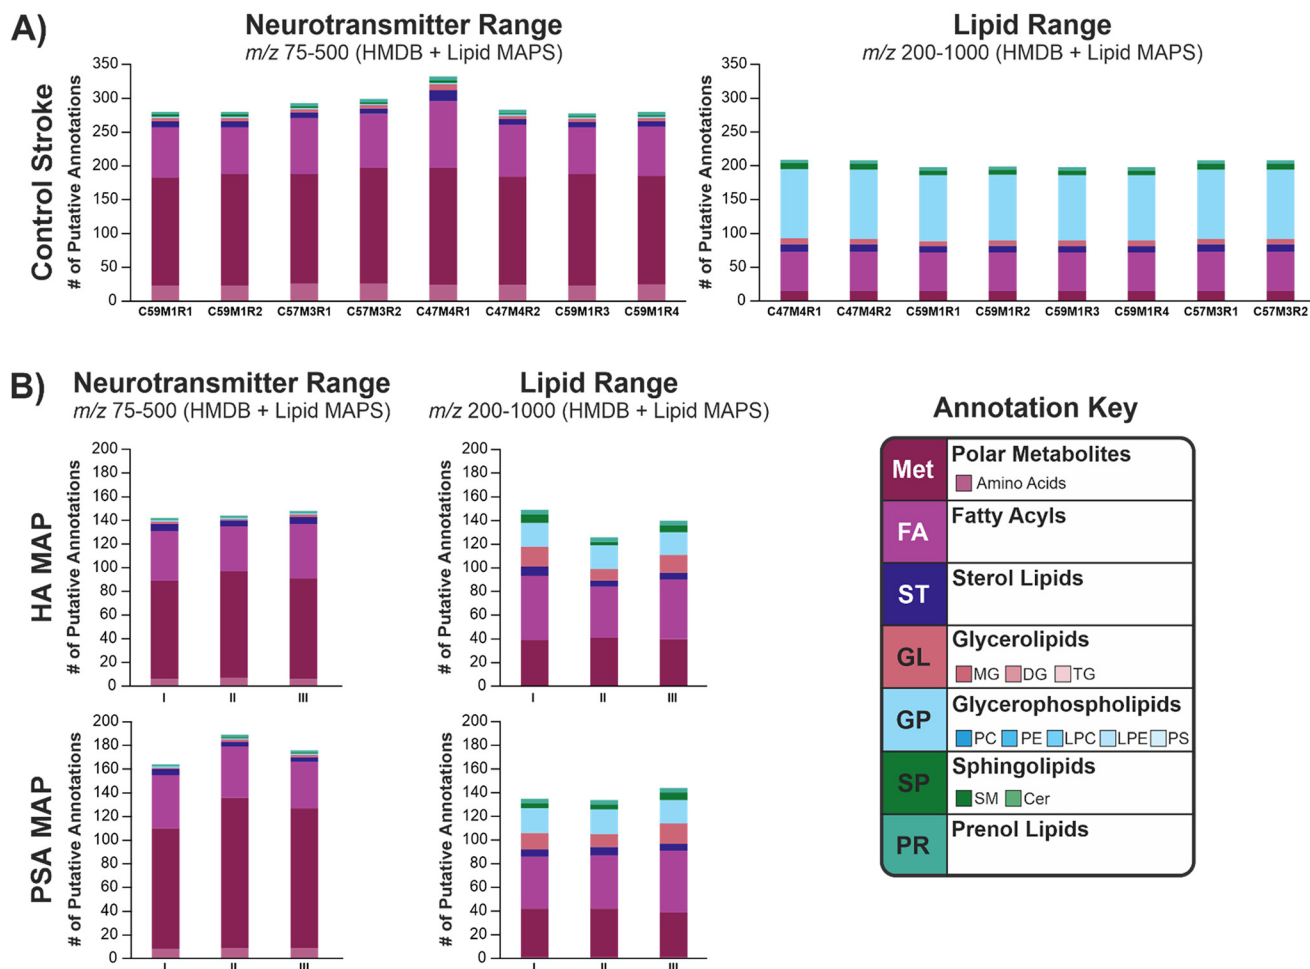 A)
Neurotransmitter Range
m/z 75-500 (HMDB + Lipid MAPS)
Lipid Range
m/z 200-1000 (HMDB + Lipid MAPS)
Control Stroke
# of Putative Annotations
350
300
250
200
150
100
50
0
C59M1R1 C59M1R2 C57M3R1 C57M3R2 C47M4R1 C47M4R2 C59M1R3 C59M1R4
# of Putative Annotations
350
300
250
200
150
100
50
0
C47M4R1 C47M4R2 C59M1R1 C59M1R2 C59M1R3 C59M1R4 C57M3R1 C57M3R2
B)
Neurotransmitter Range
m/z 75-500 (HMDB + Lipid MAPS)
Lipid Range
m/z 200-1000 (HMDB + Lipid MAPS)
HA MAP
# of Putative Annotations
200
180
160
140
120
100
80
60
40
20
0
I II III
# of Putative Annotations
200
180
160
140
120
100
80
60
40
20
0
I II III
PSA MAP
# of Putative Annotations
200
180
160
140
120
100
80
60
40
20
0
I II III
# of Putative Annotations
200
180
160
140
120
100
80
60
40
20
0
I II III
Annotation Key
Met Polar Metabolites
Amino Acids
FA Fatty Acyls
ST Sterol Lipids
GL Glycerolipids
MG DG TG
GP Glycerophospholipids
PC PE LPC LPE PS
SP Sphingolipids
SM Cer
PR Prenol Lipids